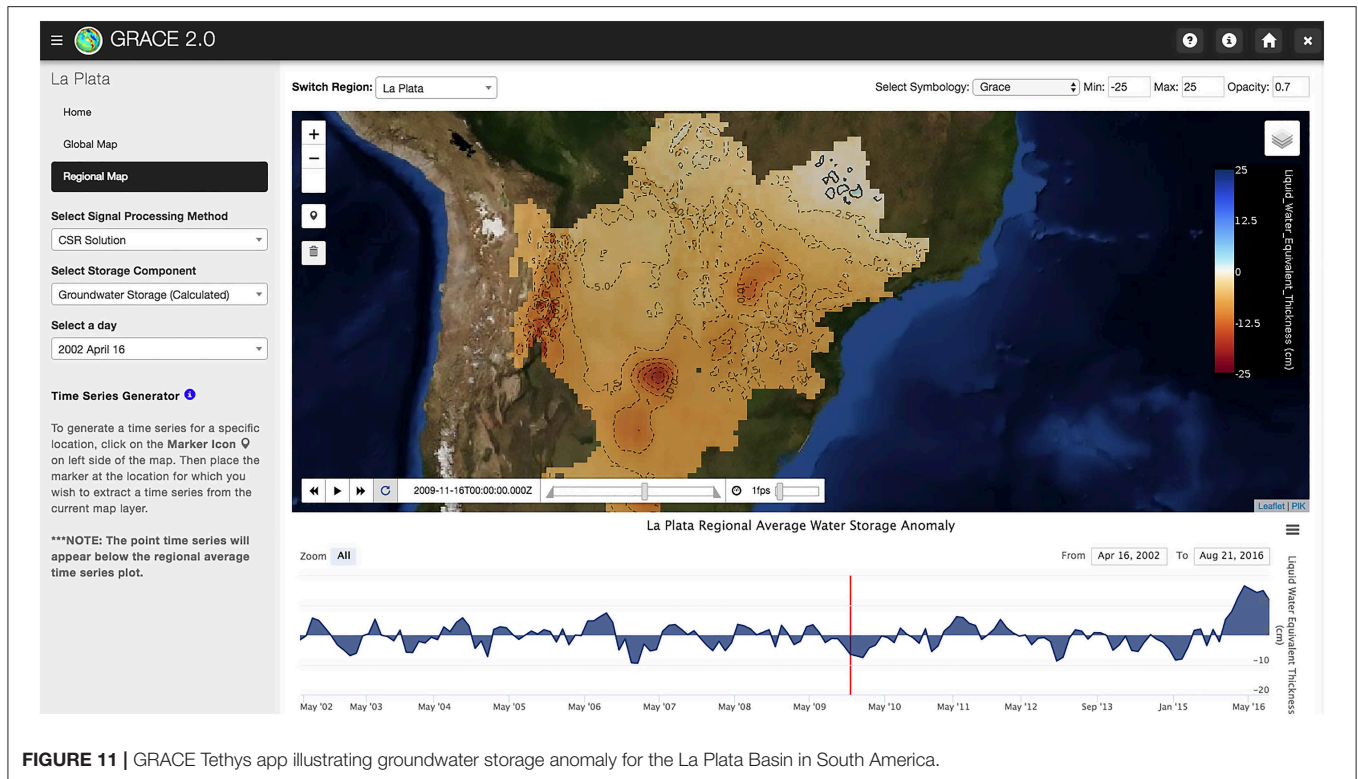 GRACE 2.0
La Plata
Home
Global Map
Regional Map
Select Signal Processing Method
CSR Solution
Select Storage Component
Groundwater Storage (Calculated)
Select a day
2002 April 16
Time Series Generator
To generate a time series for a specific
location, click on the Marker Icon
on left side of the map. Then place the
marker at the location for which you
wish to extract a time series from the
current map layer.
***NOTE: The point time series will
appear below the regional average
time series plot.
Switch Region: La Plata
Select Symbology: Grace Min: -25 Max: 25 Opacity: 0.7
+
−
25
12.5
0
-12.5
-25
Liquid_Water_Equivalent_Thickness (cm)
-2.5
-5.0
-7.5
2009-11-16T00:00:00.000Z 1fps
Leaflet | PIK
La Plata Regional Average Water Storage Anomaly
Zoom All From Apr 16, 2002 To Aug 21, 2016
Liquid Water Equivalent Thickness
(cm)
-10
-20
May '02 May '03 May '04 May '05 May '06 May '07 May '08 May '09 May '10 May '11 May '12 Sep '13 Jan '15 May '16
FIGURE 11 | GRACE Tethys app illustrating groundwater storage anomaly for the La Plata Basin in South America.